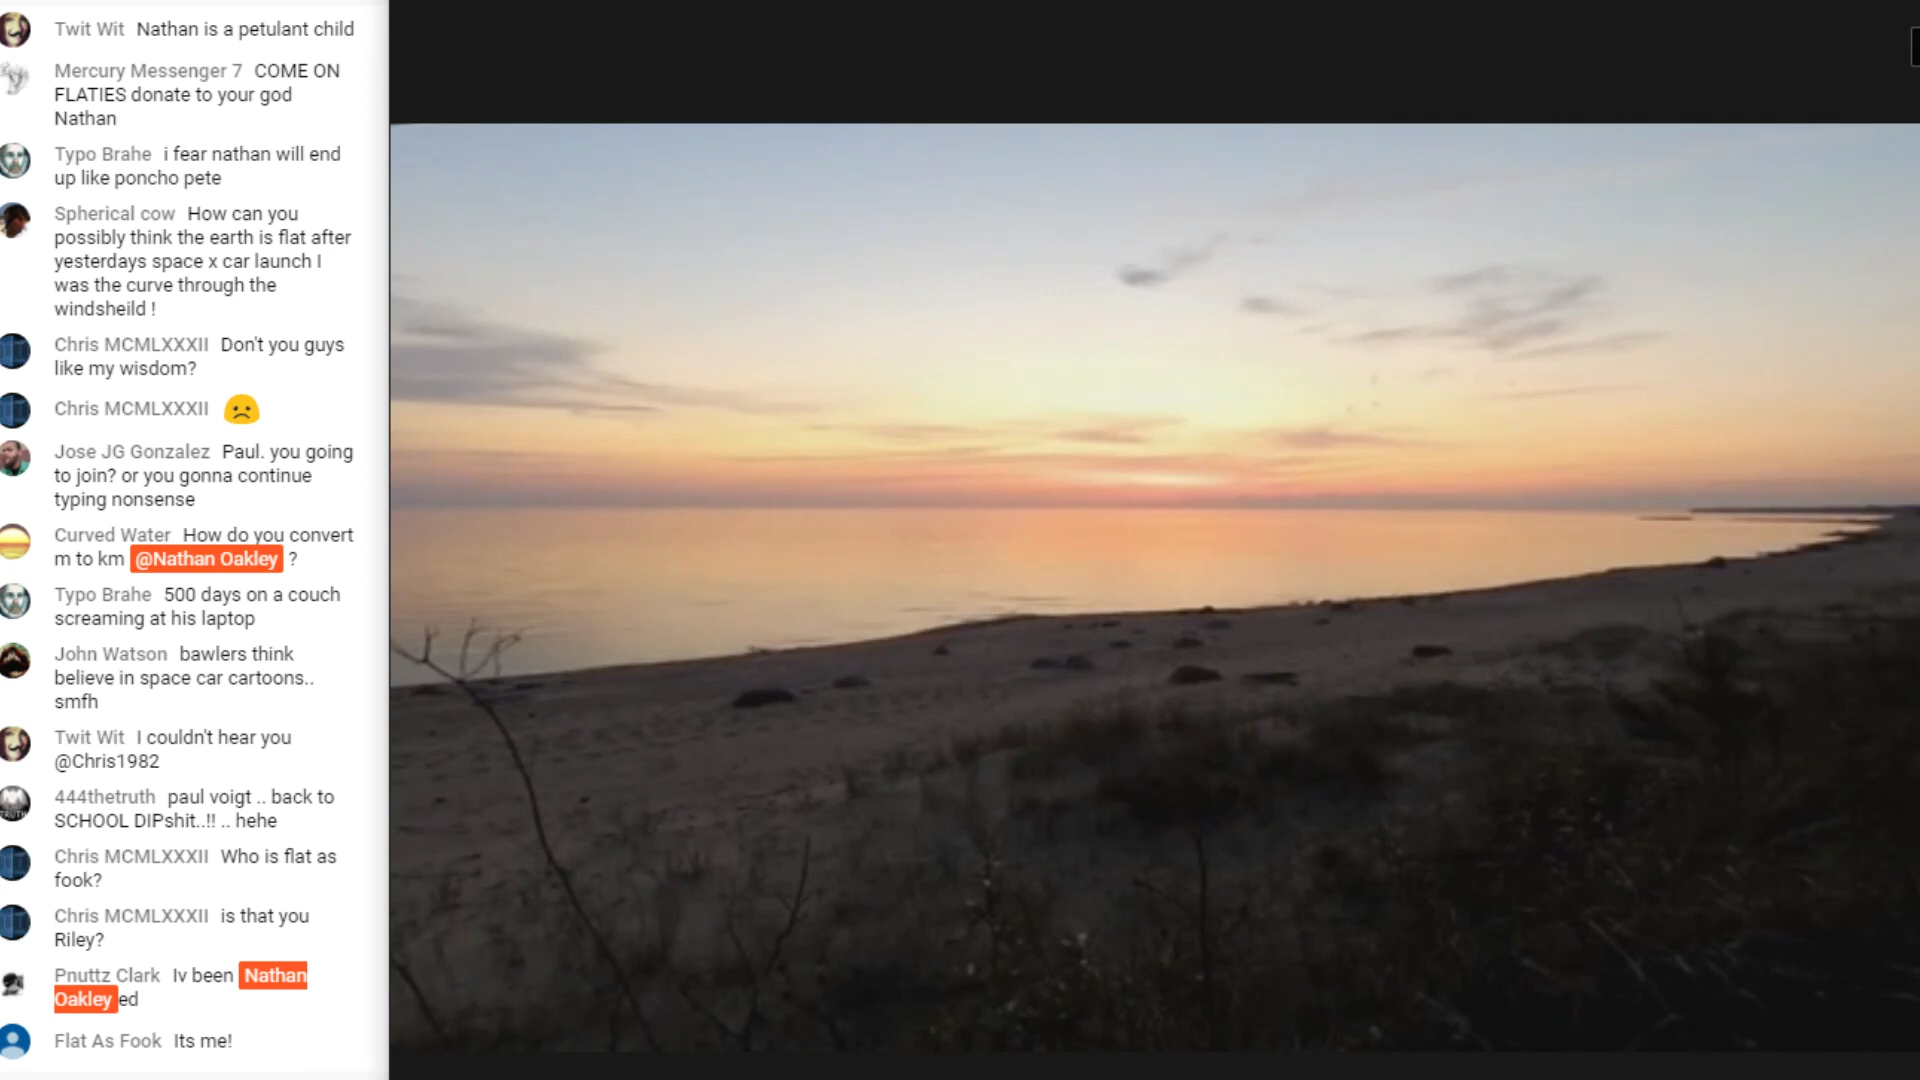 Twit Wit Nathan is a petulant child
Mercury Messenger 7 COME ON
FLATIES donate to your god
Nathan
Typo Brahe i fear nathan will end
up like poncho pete
Spherical cow How can you
possibly think the earth is flat after
yesterdays space x car launch I
was the curve through the
windsheild !
Chris MCMLXXXII Don't you guys
like my wisdom?
Chris MCMLXXXII
Jose JG Gonzalez Paul. you going
to join? or you gonna continue
typing nonsense
Curved Water How do you convert
m to km @Nathan Oakley ?
Typo Brahe 500 days on a couch
screaming at his laptop
John Watson bawlers think
believe in space car cartoons..
smfh
Twit Wit I couldn't hear you
@Chris1982
444thetruth paul voigt .. back to
SCHOOL DIPshit..!! .. hehe
TRUTH
Chris MCMLXXXII Who is flat as
fook?
Chris MCMLXXXII is that you
Riley?
Pnuttz Clark Iv been Nathan
Oakley ed
Flat As Fook Its me!